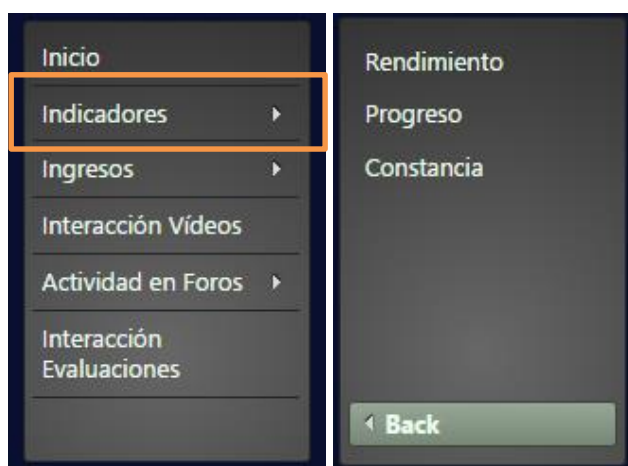 Inicio
Indicadores
Ingresos
Interacción Vídeos
Actividad en Foros
Interacción
Evaluaciones
Rendimiento
Progreso
Constancia
Back